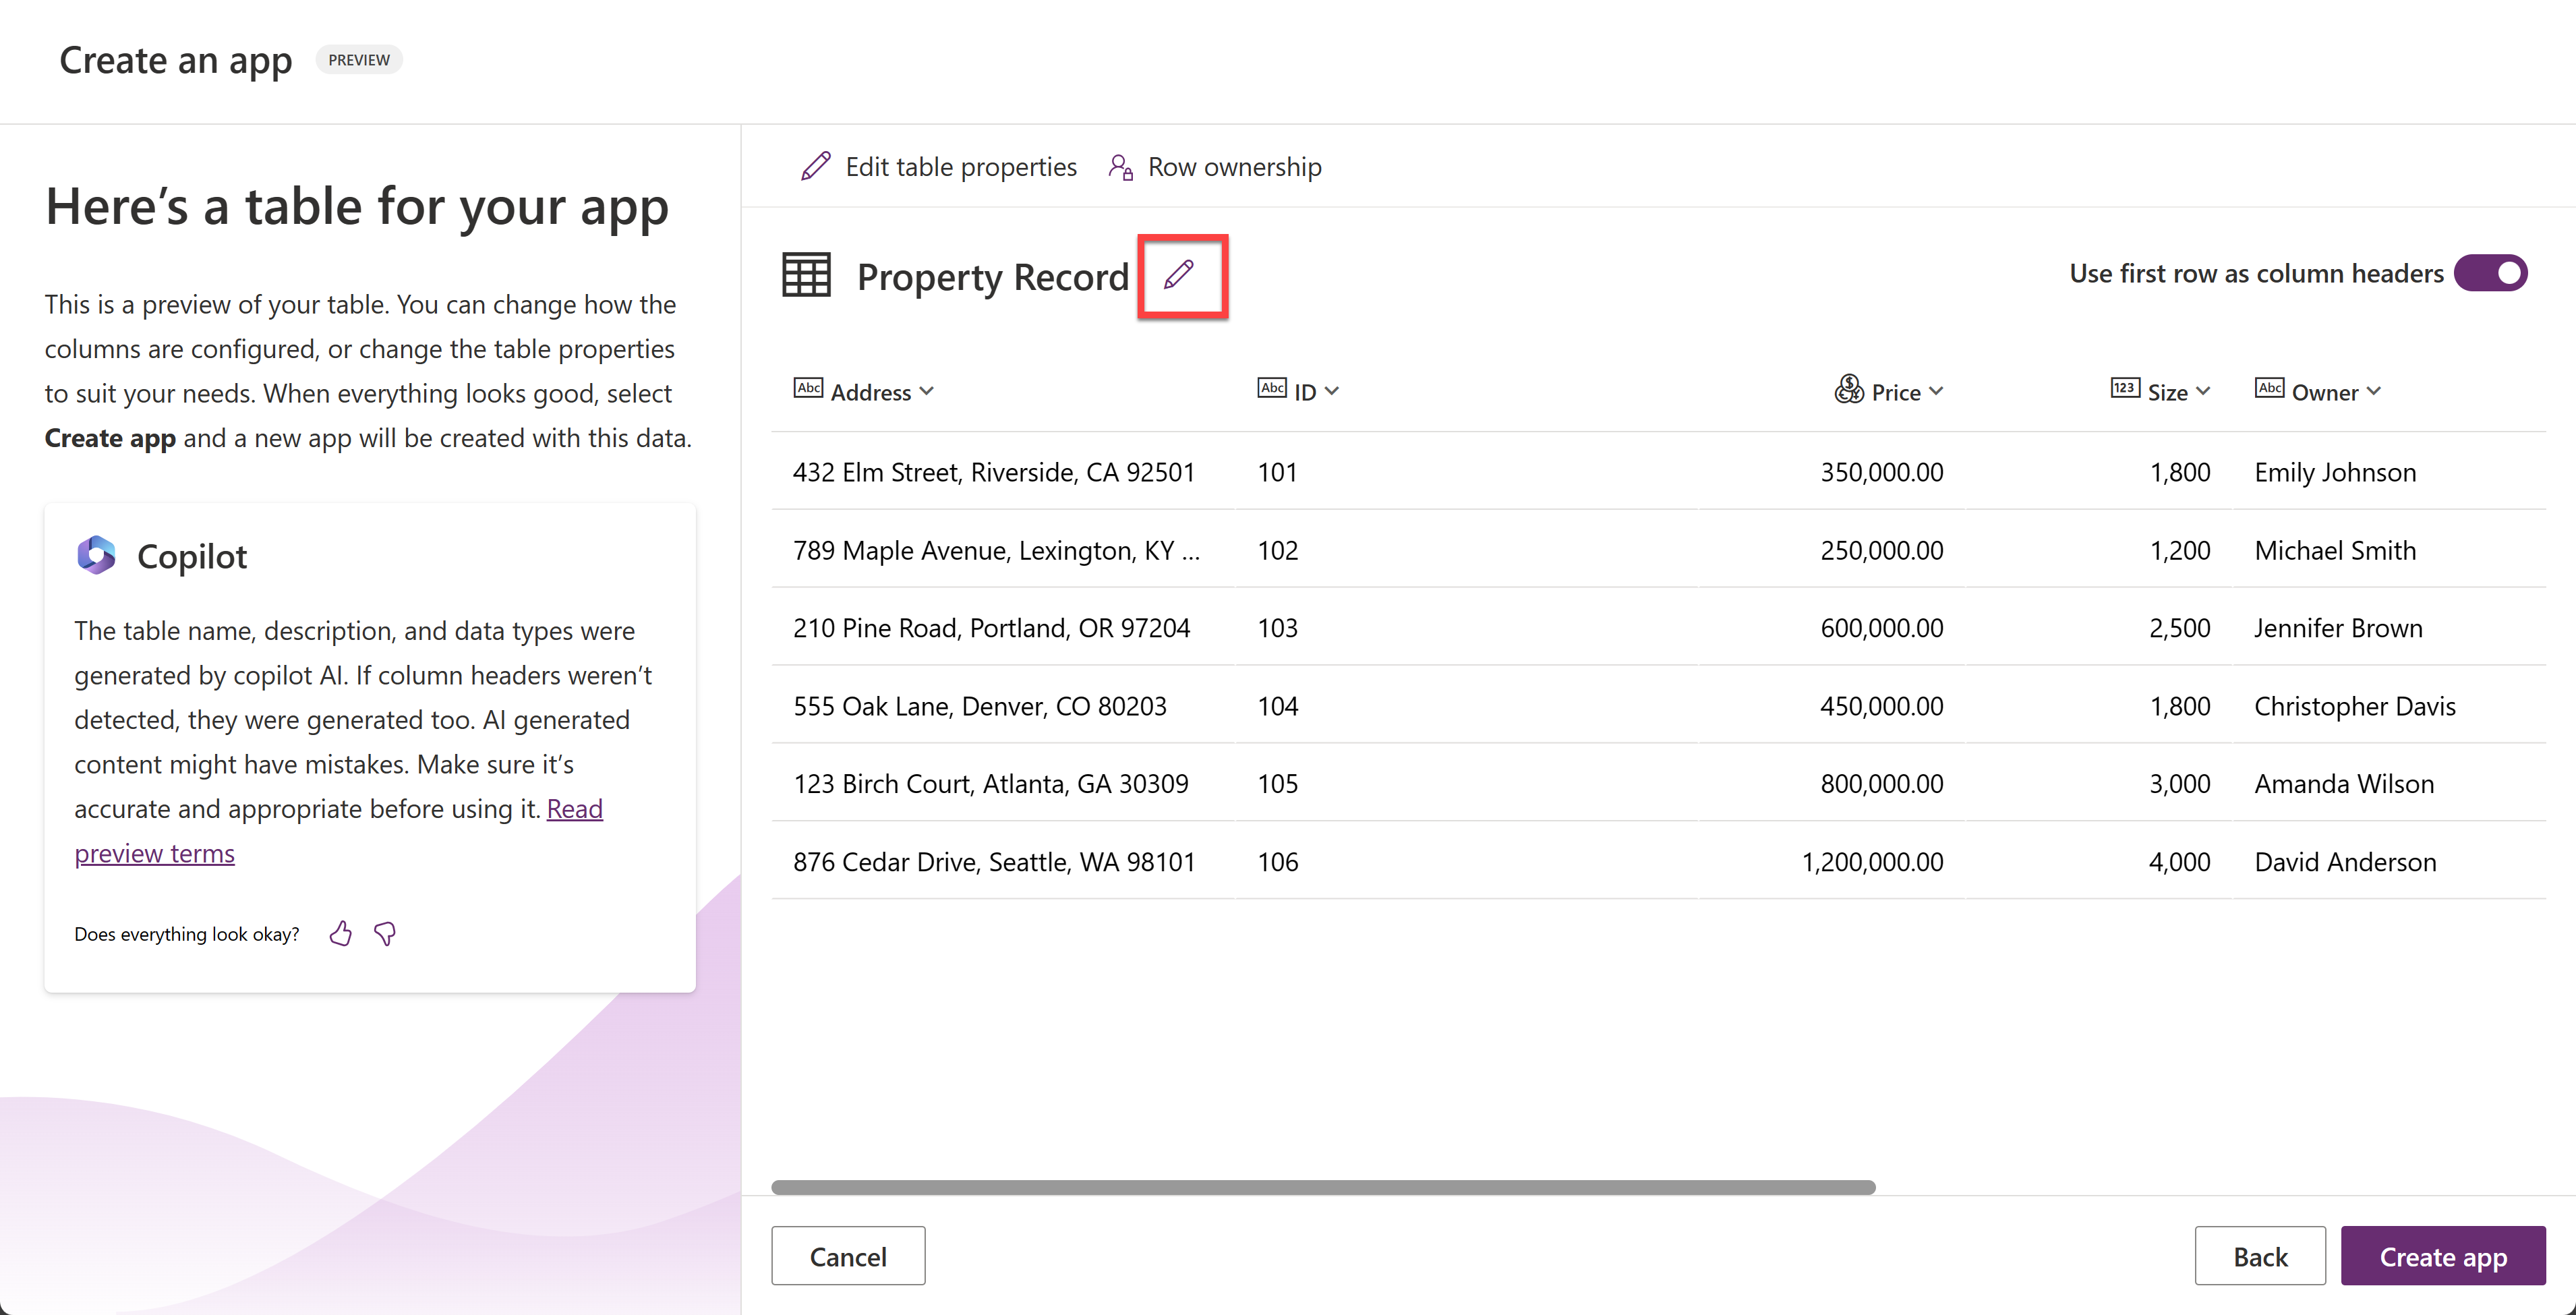 Create an app PREVIEW
Here’s a table for your app
This is a preview of your table. You can change how the
columns are configured, or change the table properties
to suit your needs. When everything looks good, select
Create app and a new app will be created with this data.
Copilot
The table name, description, and data types were
generated by copilot AI. If column headers weren’t
detected, they were generated too. AI generated
content might have mistakes. Make sure it’s
accurate and appropriate before using it. Read
preview terms
Does everything look okay?
Edit table properties Row ownership
Property Record Use first row as column headers
Abc Address Abc ID Price 123 Size Abc Owner
432 Elm Street, Riverside, CA 92501 101 350,000.00 1,800 Emily Johnson
789 Maple Avenue, Lexington, KY ... 102 250,000.00 1,200 Michael Smith
210 Pine Road, Portland, OR 97204 103 600,000.00 2,500 Jennifer Brown
555 Oak Lane, Denver, CO 80203 104 450,000.00 1,800 Christopher Davis
123 Birch Court, Atlanta, GA 30309 105 800,000.00 3,000 Amanda Wilson
876 Cedar Drive, Seattle, WA 98101 106 1,200,000.00 4,000 David Anderson
Cancel Back Create app